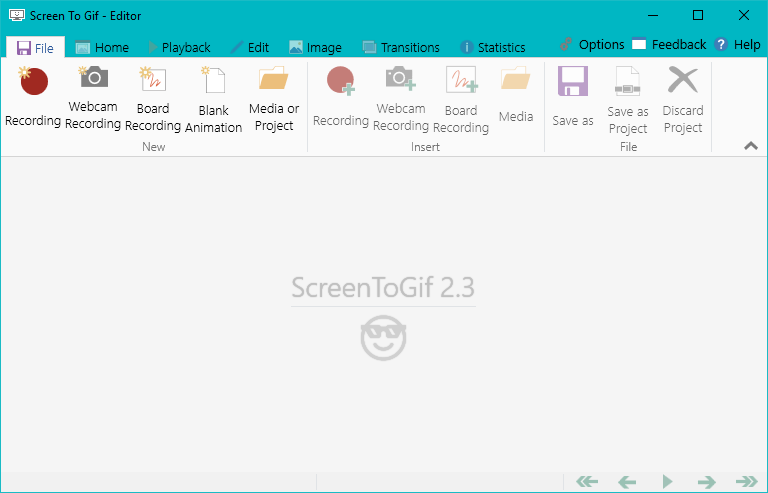 Screen To Gif - Editor
File Home Playback Edit Image Transitions Statistics Options Feedback ? Help
Recording Webcam Recording Board Recording Blank Animation Media or Project
New
Recording Webcam Recording Board Recording Media
Insert
Save as Save as Project Discard Project
File
ScreenToGif 2.3